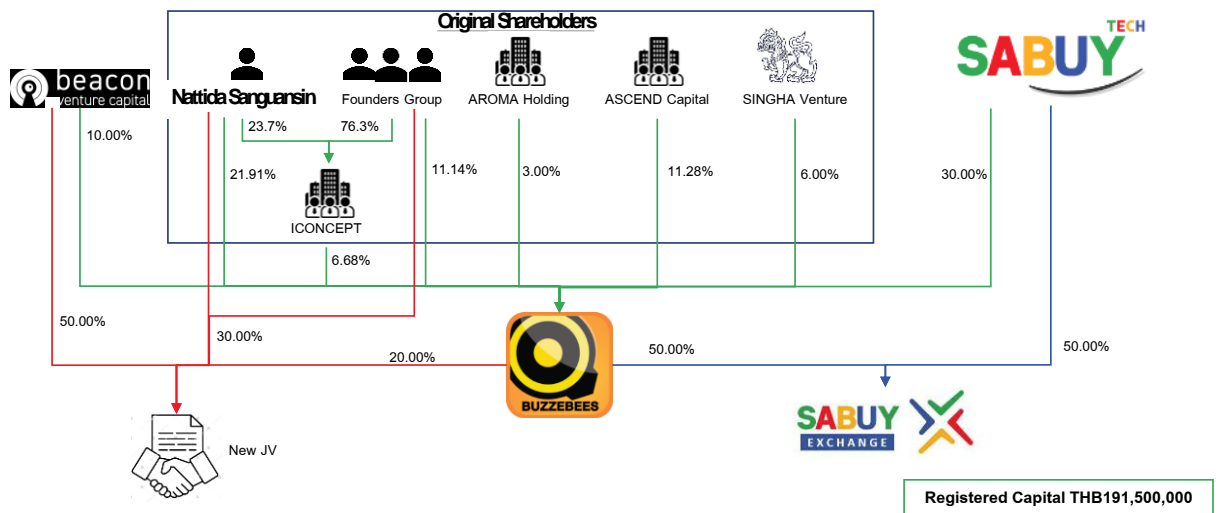 Original Shareholders
TECH
SABUY
beacon
venture capital
Nattida Sanguansin
Founders Group
AROMA Holding
ASCEND Capital
SINGHA Venture
10.00%
23.7%
76.3%
21.91%
11.14%
3.00%
11.28%
6.00%
30.00%
ICONCEPT
6.68%
50.00%
30.00%
20.00%
50.00%
50.00%
BUZZEBEES
SABUY
EXCHANGE
New JV
Registered Capital THB191,500,000